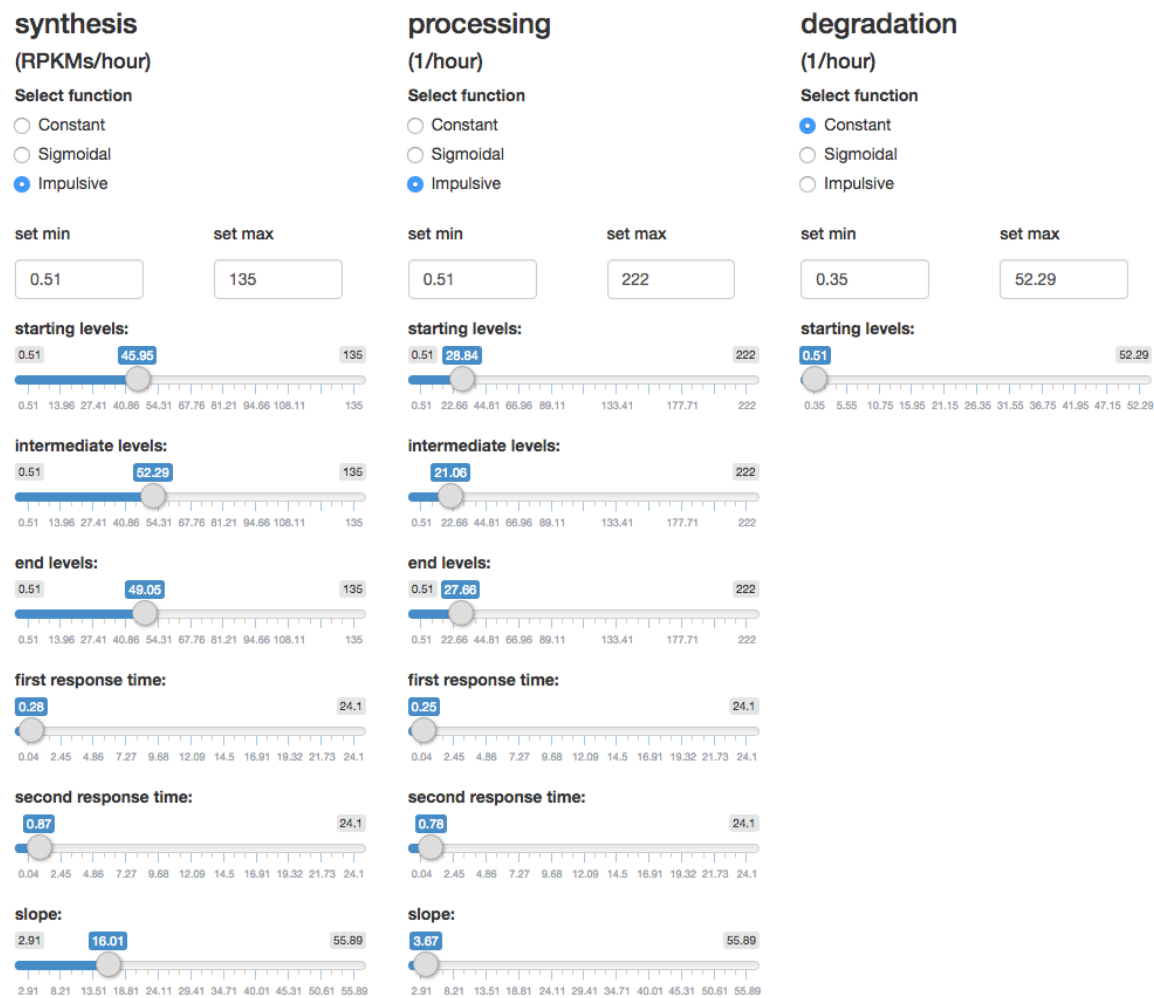 synthesis
(RPKMs/hour)
Select function
Constant
Sigmoidal
Impulsive
set min set max
0.51 135
starting levels:
0.51 45.95 135
0.51 13.96 27.41 40.86 54.31 67.76 81.21 94.66 108.11 135
intermediate levels:
0.51 52.29 135
0.51 13.96 27.41 40.86 54.31 67.76 81.21 94.66 108.11 135
end levels:
0.51 49.05 135
0.51 13.96 27.41 40.86 54.31 67.76 81.21 94.66 108.11 135
first response time:
0.28 24.1
0.04 2.45 4.86 7.27 9.68 12.09 14.5 16.91 19.32 21.73 24.1
second response time:
0.87 24.1
0.04 2.45 4.86 7.27 9.68 12.09 14.5 16.91 19.32 21.73 24.1
slope:
2.91 16.01 55.89
2.91 8.21 13.51 18.81 24.11 29.41 34.71 40.01 45.31 50.61 55.89
processing
(1/hour)
Select function
Constant
Sigmoidal
Impulsive
set min set max
0.51 222
starting levels:
0.51 28.84 222
0.51 22.66 44.81 66.96 89.11 133.41 177.71 222
intermediate levels:
21.06 222
0.51 22.66 44.81 66.96 89.11 133.41 177.71 222
end levels:
0.51 27.66 222
0.51 22.66 44.81 66.96 89.11 133.41 177.71 222
first response time:
0.25 24.1
0.04 2.45 4.86 7.27 9.68 12.09 14.5 16.91 19.32 21.73 24.1
second response time:
0.78 24.1
0.04 2.45 4.86 7.27 9.68 12.09 14.5 16.91 19.32 21.73 24.1
slope:
3.67 55.89
2.91 8.21 13.51 18.81 24.11 29.41 34.71 40.01 45.31 50.61 55.89
degradation
(1/hour)
Select function
Constant
Sigmoidal
Impulsive
set min set max
0.35 52.29
starting levels:
0.51 52.29
0.35 5.55 10.75 15.95 21.15 26.35 31.55 36.75 41.95 47.15 52.29